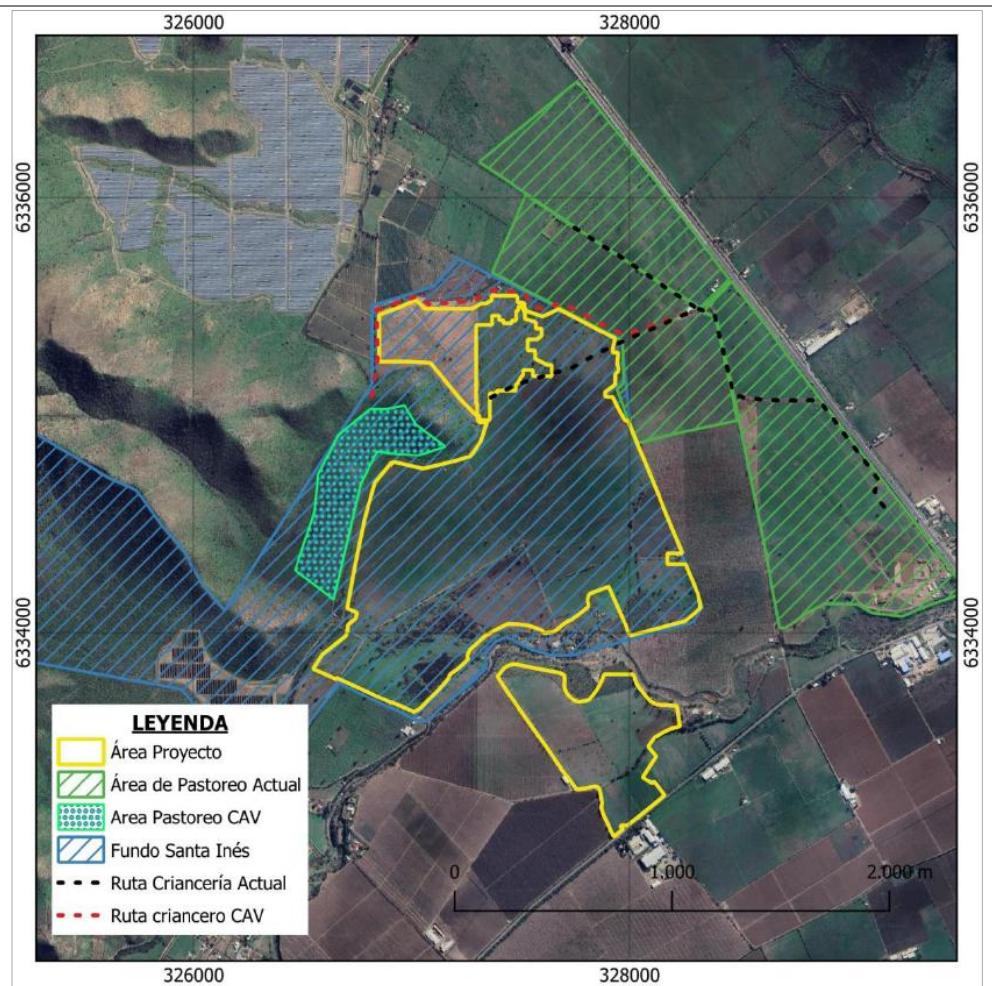 326000 328000
6336000 6336000
6334000 6334000
LEYENDA
Área Proyecto
Área de Pastoreo Actual
Area Pastoreo CAV
Fundo Santa Inés
Ruta Criancería Actual
Ruta criancero CAV
0 1.000 2.000 m
326000 328000